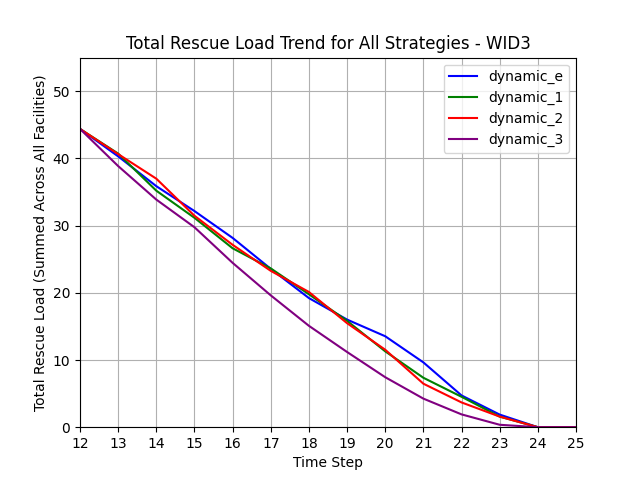 Total Rescue Load Trend for All Strategies - WID3
Total Rescue Load (Summed Across All Facilities)
50
40
30
20
10
0
dynamic_e
dynamic_1
dynamic_2
dynamic_3
12 13 14 15 16 17 18 19 20 21 22 23 24 25
Time Step